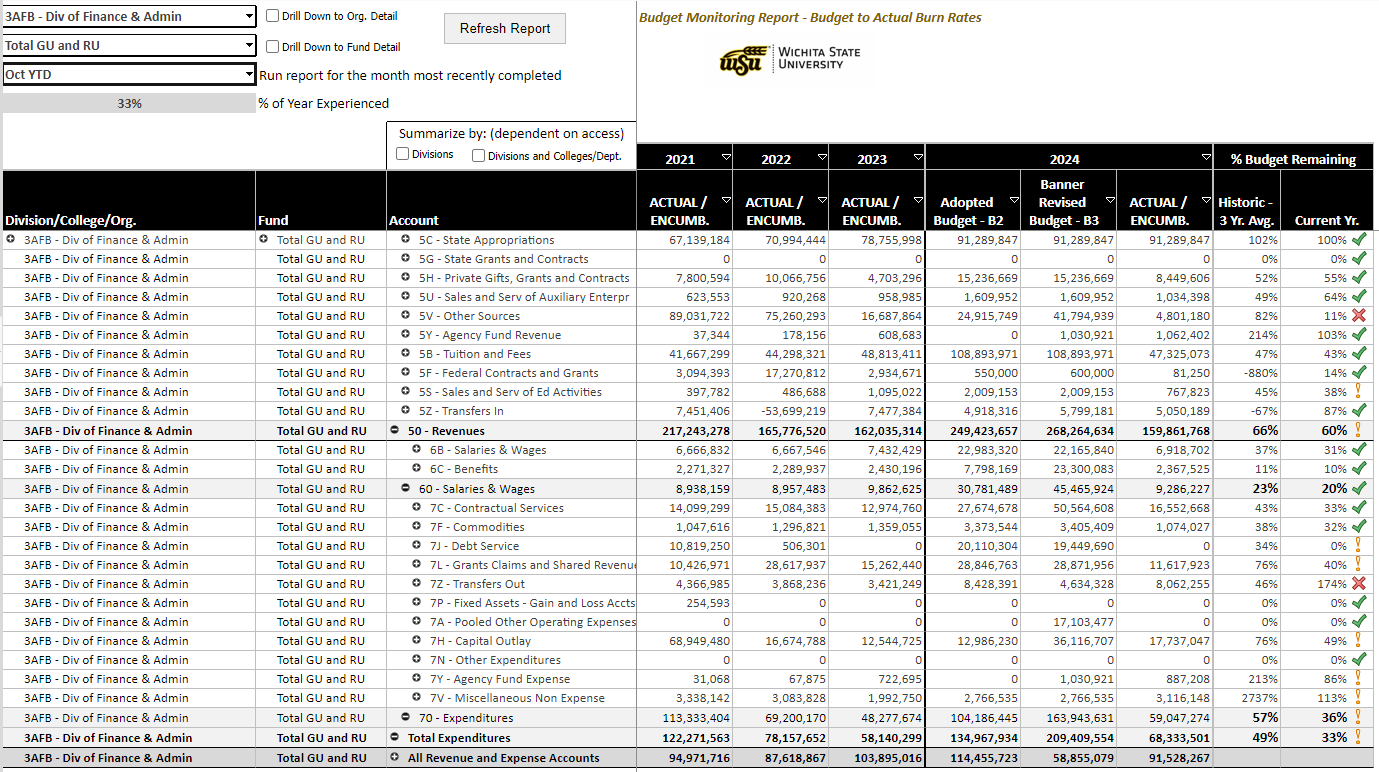 3AFB - Div of Finance & Admin
Drill Down to Org. Detail
Refresh Report
Budget Monitoring Report - Budget to Actual Burn Rates
Total GU and RU
Drill Down to Fund Detail
wsu WICHITA STATE UNIVERSITY
Oct YTD
Run report for the month most recently completed
33% % of Year Experienced
Summarize by: (dependent on access)
Divisions Divisions and Colleges/Dept.
2021 2022 2023 2024 % Budget Remaining
Division/College/Org. Fund Account ACTUAL / ENCUMB. ACTUAL / ENCUMB. ACTUAL / ENCUMB. Adopted Budget - B2 Banner Revised Budget - B3 ACTUAL / ENCUMB. Historic - 3 Yr. Avg. Current Yr.
3AFB - Div of Finance & Admin Total GU and RU 5C - State Appropriations 67,139,184 70,994,444 78,755,998 91,289,847 91,289,847 91,289,847 102% 100%
3AFB - Div of Finance & Admin Total GU and RU 5G - State Grants and Contracts 0 0 0 0 0 0 0% 0%
3AFB - Div of Finance & Admin Total GU and RU 5H - Private Gifts, Grants and Contracts 7,800,594 10,066,756 4,703,296 15,236,669 15,236,669 8,449,606 52% 55%
3AFB - Div of Finance & Admin Total GU and RU 5U - Sales and Serv of Auxiliary Enterpr 623,553 920,268 958,985 1,609,952 1,609,952 1,034,398 49% 64%
3AFB - Div of Finance & Admin Total GU and RU 5V - Other Sources 89,031,722 75,260,293 16,687,864 24,915,749 41,794,939 4,801,180 82% 11%
3AFB - Div of Finance & Admin Total GU and RU 5Y - Agency Fund Revenue 37,344 178,156 608,683 0 1,030,921 1,062,402 214% 103%
3AFB - Div of Finance & Admin Total GU and RU 5B - Tuition and Fees 41,667,299 44,298,321 48,813,411 108,893,971 108,893,971 47,325,073 47% 43%
3AFB - Div of Finance & Admin Total GU and RU 5F - Federal Contracts and Grants 3,094,393 17,270,812 2,934,671 550,000 600,000 81,250 -880% 14%
3AFB - Div of Finance & Admin Total GU and RU 5S - Sales and Serv of Ed Activities 397,782 486,688 1,095,022 2,009,153 2,009,153 767,823 45% 38%
3AFB - Div of Finance & Admin Total GU and RU 5Z - Transfers In 7,451,406 -53,699,219 7,477,384 4,918,316 5,799,181 5,050,189 -67% 87%
3AFB - Div of Finance & Admin Total GU and RU 50 - Revenues 217,243,278 165,776,520 162,035,314 249,423,657 268,264,634 159,861,768 66% 60%
3AFB - Div of Finance & Admin Total GU and RU 6B - Salaries & Wages 6,666,832 6,667,546 7,432,429 22,983,320 22,165,840 6,918,702 37% 31%
3AFB - Div of Finance & Admin Total GU and RU 6C - Benefits 2,271,327 2,289,937 2,430,196 7,798,169 23,300,083 2,367,525 11% 10%
3AFB - Div of Finance & Admin Total GU and RU 60 - Salaries & Wages 8,938,159 8,957,483 9,862,625 30,781,489 45,465,924 9,286,227 23% 20%
3AFB - Div of Finance & Admin Total GU and RU 7C - Contractual Services 14,099,299 15,084,383 12,974,760 27,674,678 50,564,608 16,552,668 43% 33%
3AFB - Div of Finance & Admin Total GU and RU 7F - Commodities 1,047,616 1,296,821 1,359,055 3,373,544 3,405,409 1,074,027 38% 32%
3AFB - Div of Finance & Admin Total GU and RU 7J - Debt Service 10,819,250 506,301 0 20,110,304 19,449,690 0 34% 0%
3AFB - Div of Finance & Admin Total GU and RU 7L - Grants Claims and Shared Revenue 10,426,971 28,617,937 15,262,440 28,846,763 28,871,956 11,617,923 76% 40%
3AFB - Div of Finance & Admin Total GU and RU 7Z - Transfers Out 4,366,985 3,868,236 3,421,249 8,428,391 4,634,328 8,062,255 46% 174%
3AFB - Div of Finance & Admin Total GU and RU 7P - Fixed Assets - Gain and Loss Accts 254,593 0 0 0 0 0 0% 0%
3AFB - Div of Finance & Admin Total GU and RU 7A - Pooled Other Operating Expenses 0 0 0 0 17,103,477 0 0% 0%
3AFB - Div of Finance & Admin Total GU and RU 7H - Capital Outlay 68,949,480 16,674,788 12,544,725 12,986,230 36,116,707 17,737,047 76% 49%
3AFB - Div of Finance & Admin Total GU and RU 7N - Other Expenditures 0 0 0 0 0 0 0% 0%
3AFB - Div of Finance & Admin Total GU and RU 7Y - Agency Fund Expense 31,068 67,875 722,695 0 1,030,921 887,208 213% 86%
3AFB - Div of Finance & Admin Total GU and RU 7V - Miscellaneous Non Expense 3,338,142 3,083,828 1,992,750 2,766,535 2,766,535 3,116,148 2737% 113%
3AFB - Div of Finance & Admin Total GU and RU 70 - Expenditures 113,333,404 69,200,170 48,277,674 104,186,445 163,943,631 59,047,274 57% 36%
3AFB - Div of Finance & Admin Total GU and RU Total Expenditures 122,271,563 78,157,652 58,140,299 134,967,934 209,409,554 68,333,501 49% 33%
3AFB - Div of Finance & Admin Total GU and RU All Revenue and Expense Accounts 94,971,716 87,618,867 103,895,016 114,455,723 58,855,079 91,528,267